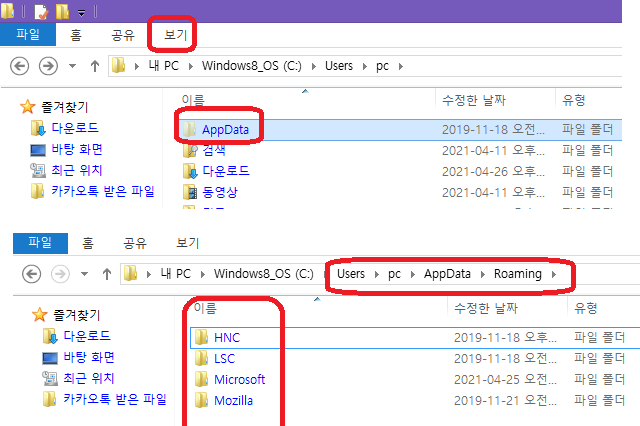 파일 홈 공유 보기
내 PC Windows8_OS (C:) Users pc
이름 수정한 날짜 유형
즐겨찾기
다운로드
바탕 화면
최근 위치
카카오톡 받은 파일
AppData 2019-11-18 오전... 파일 폴더
검색 2021-04-11 오후... 파일 폴더
다운로드 2021-04-26 오전... 파일 폴더
동영상 2021-04-11 오후... 파일 폴더
파일 홈 공유 보기
내 PC Windows8_OS (C:) Users pc AppData Roaming
이름 수정한 날짜 유형
즐겨찾기
다운로드
바탕 화면
최근 위치
카카오톡 받은 파일
HNC 2019-11-18 오후... 파일 폴더
LSC 2019-11-18 오전... 파일 폴더
Microsoft 2021-04-25 오전... 파일 폴더
Mozilla 2019-11-21 오전... 파일 폴더